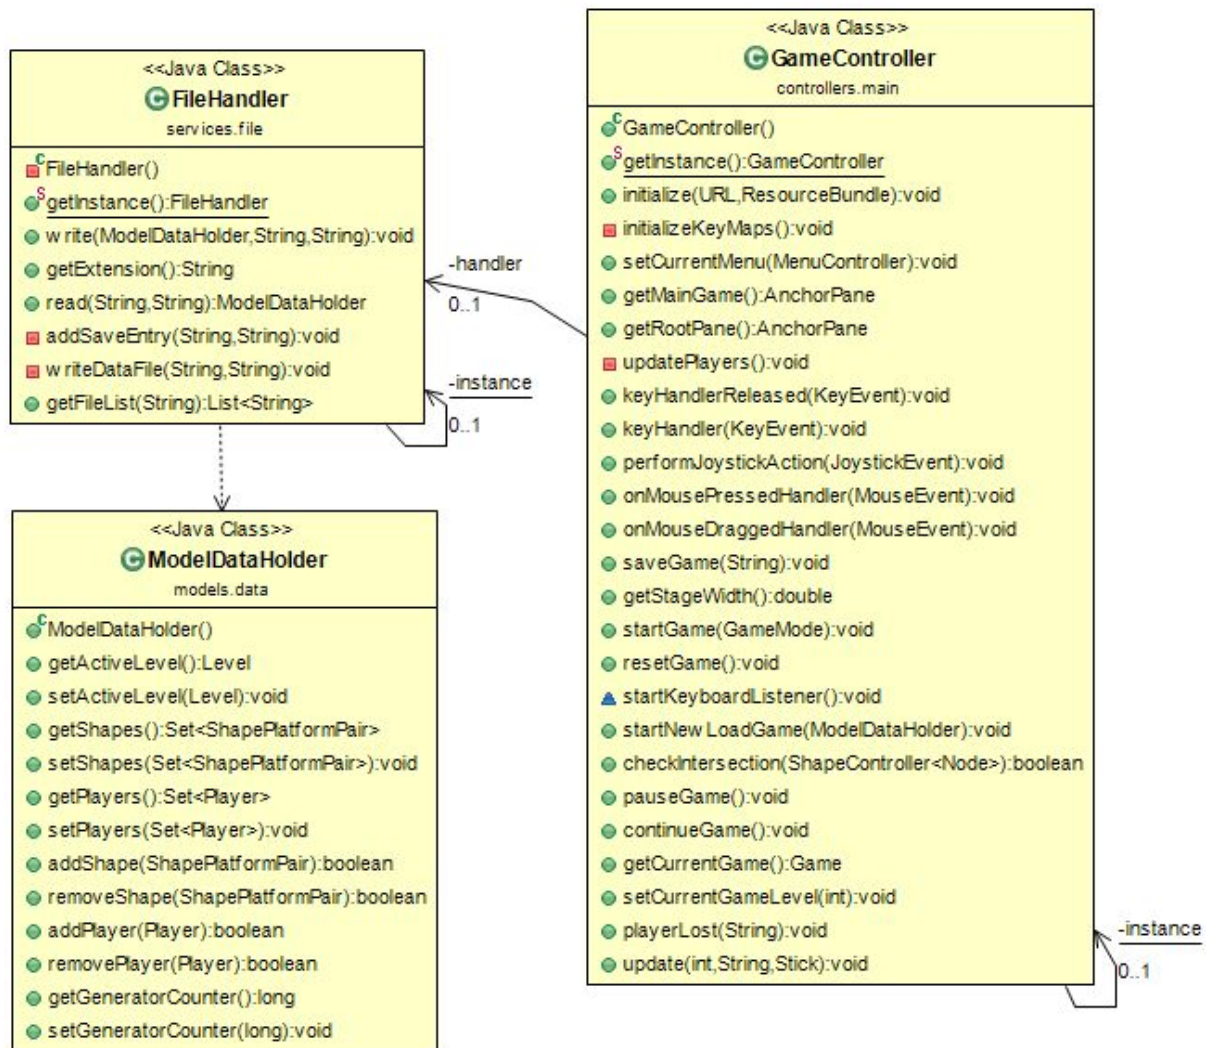 <<Java Class>>
FileHandler
services.file
FileHandler()
getInstance():FileHandler
write(ModelDataHolder,String,String):void
getExtension():String
read(String,String):ModelDataHolder
addSaveEntry(String,String):void
writeDataFile(String,String):void
getFileList(String):List<String>
-handler
0..1
-instance
0..1
<<Java Class>>
ModelDataHolder
models.data
ModelDataHolder()
getActiveLevel():Level
setActiveLevel(Level):void
getShapes():Set<ShapePlatformPair>
setShapes(Set<ShapePlatformPair>):void
getPlayers():Set<Player>
setPlayers(Set<Player>):void
addShape(ShapePlatformPair):boolean
removeShape(ShapePlatformPair):boolean
addPlayer(Player):boolean
removePlayer(Player):boolean
getGeneratorCounter():long
setGeneratorCounter(long):void
<<Java Class>>
GameController
controllers.main
GameController()
getInstance():GameController
initialize(URL,ResourceBundle):void
initializeKeyMaps():void
setCurrentMenu(MenuController):void
getMainGame():AnchorPane
getRootPane():AnchorPane
updatePlayers():void
keyHandlerReleased(KeyEvent):void
keyHandler(KeyEvent):void
performJoystickAction(JoystickEvent):void
onMousePressedHandler(MouseEvent):void
onMouseDraggedHandler(MouseEvent):void
saveGame(String):void
getStageWidth():double
startGame(GameMode):void
resetGame():void
startKeyboardListener():void
startNewLoadGame(ModelDataHolder):void
checkIntersection(ShapeController<Node>):boolean
pauseGame():void
continueGame():void
getCurrentGame():Game
setCurrentGameLevel(int):void
playerLost(String):void
update(int,String,Stick):void
-instance
0..1